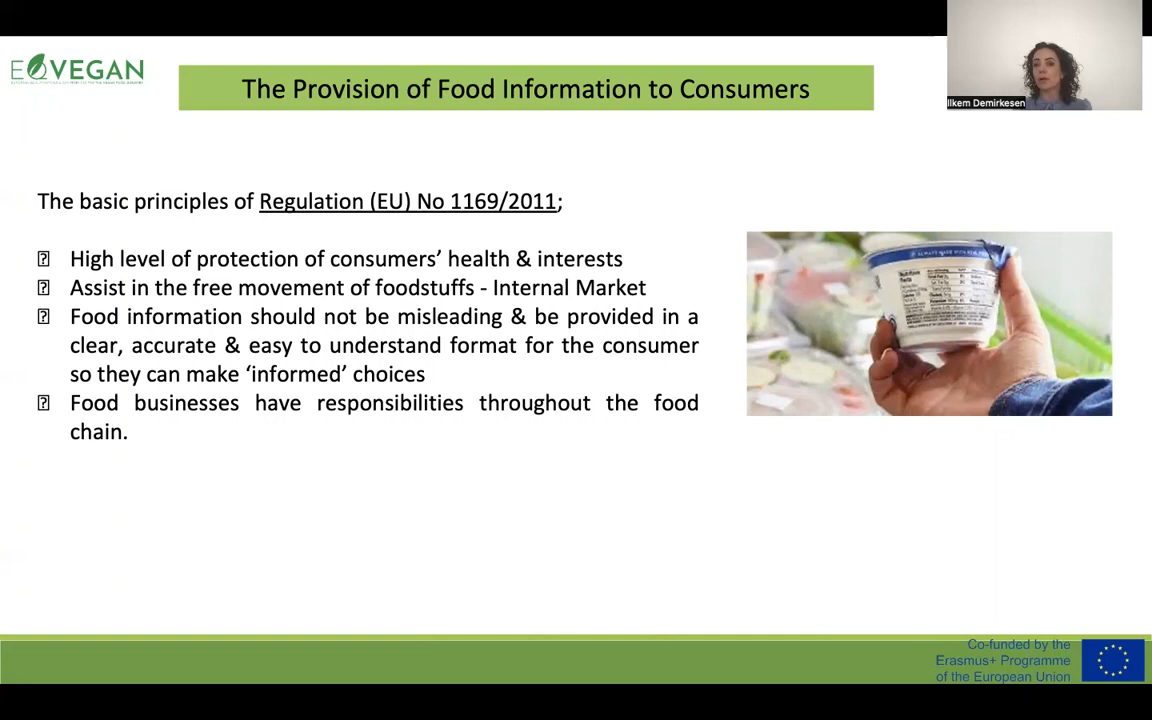 EQVEGAN
The Provision of Food Information to Consumers
Ilkem Demirkesen
The basic principles of Regulation (EU) No 1169/2011;
High level of protection of consumers’ health & interests
Assist in the free movement of foodstuffs - Internal Market
Food information should not be misleading & be provided in a
clear, accurate & easy to understand format for the consumer
so they can make ‘informed’ choices
Food businesses have responsibilities throughout the food
chain.
Co-funded by the
Erasmus+ Programme
of the European Union